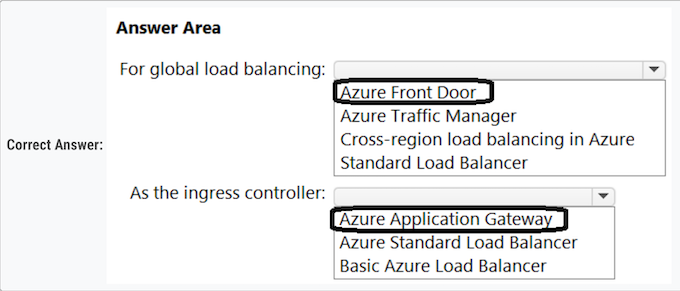 Answer Area
For global load balancing:
Azure Front Door
Azure Traffic Manager
Cross-region load balancing in Azure
Standard Load Balancer
Correct Answer:
As the ingress controller:
Azure Application Gateway
Azure Standard Load Balancer
Basic Azure Load Balancer